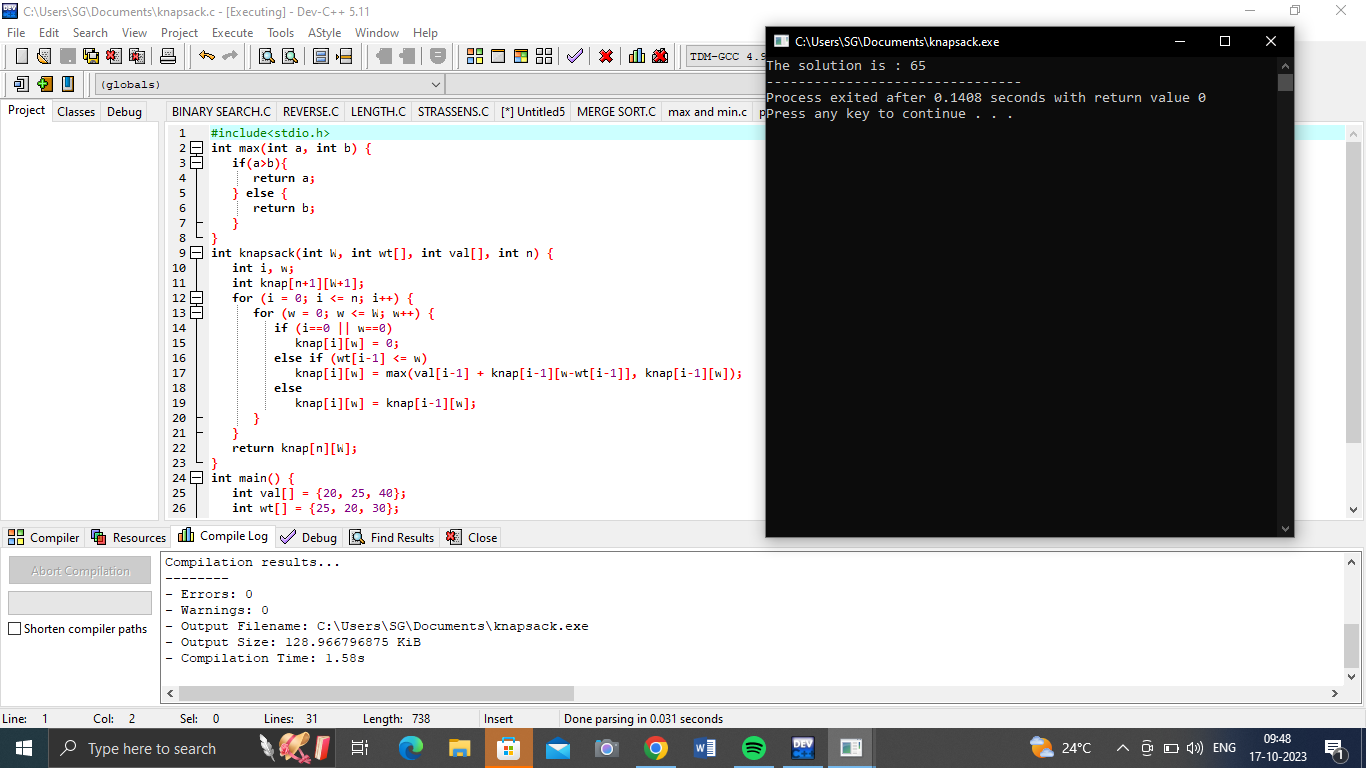 C:\Users\SG\Documents\knapsack.c - [Executing] - Dev-C++ 5.11
File Edit Search View Project Execute Tools AStyle Window Help
TDM-GCC 4.9
(globals)
Project Classes Debug
BINARY SEARCH.C REVERSE.C LENGTH.C STRASSENS.C [*] Untitled5 MERGE SORT.C max and min.c
1 #include<stdio.h>
2 int max(int a, int b) {
3 if(a>b){
4 return a;
5 } else {
6 return b;
7 }
8 }
9 int knapsack(int W, int wt[], int val[], int n) {
10 int i, w;
11 int knap[n+1][W+1];
12 for (i = 0; i <= n; i++) {
13 for (w = 0; w <= W; w++) {
14 if (i==0 || w==0)
15 knap[i][w] = 0;
16 else if (wt[i-1] <= w)
17 knap[i][w] = max(val[i-1] + knap[i-1][w-wt[i-1]], knap[i-1][w]);
18 else
19 knap[i][w] = knap[i-1][w];
20 }
21 }
22 return knap[n][W];
23 }
24 int main() {
25 int val[] = {20, 25, 40};
26 int wt[] = {25, 20, 30};
C:\Users\SG\Documents\knapsack.exe
The solution is : 65
--------------------------------
Process exited after 0.1408 seconds with return value 0
Press any key to continue . . .
Compiler Resources Compile Log Debug Find Results Close
Abort Compilation
Shorten compiler paths
Compilation results...
--------
- Errors: 0
- Warnings: 0
- Output Filename: C:\Users\SG\Documents\knapsack.exe
- Output Size: 128.966796875 KiB
- Compilation Time: 1.58s
Line: 1 Col: 2 Sel: 0 Lines: 31 Length: 738 Insert Done parsing in 0.031 seconds
Type here to search
DEV
24°C
ENG
09:48
17-10-2023
1